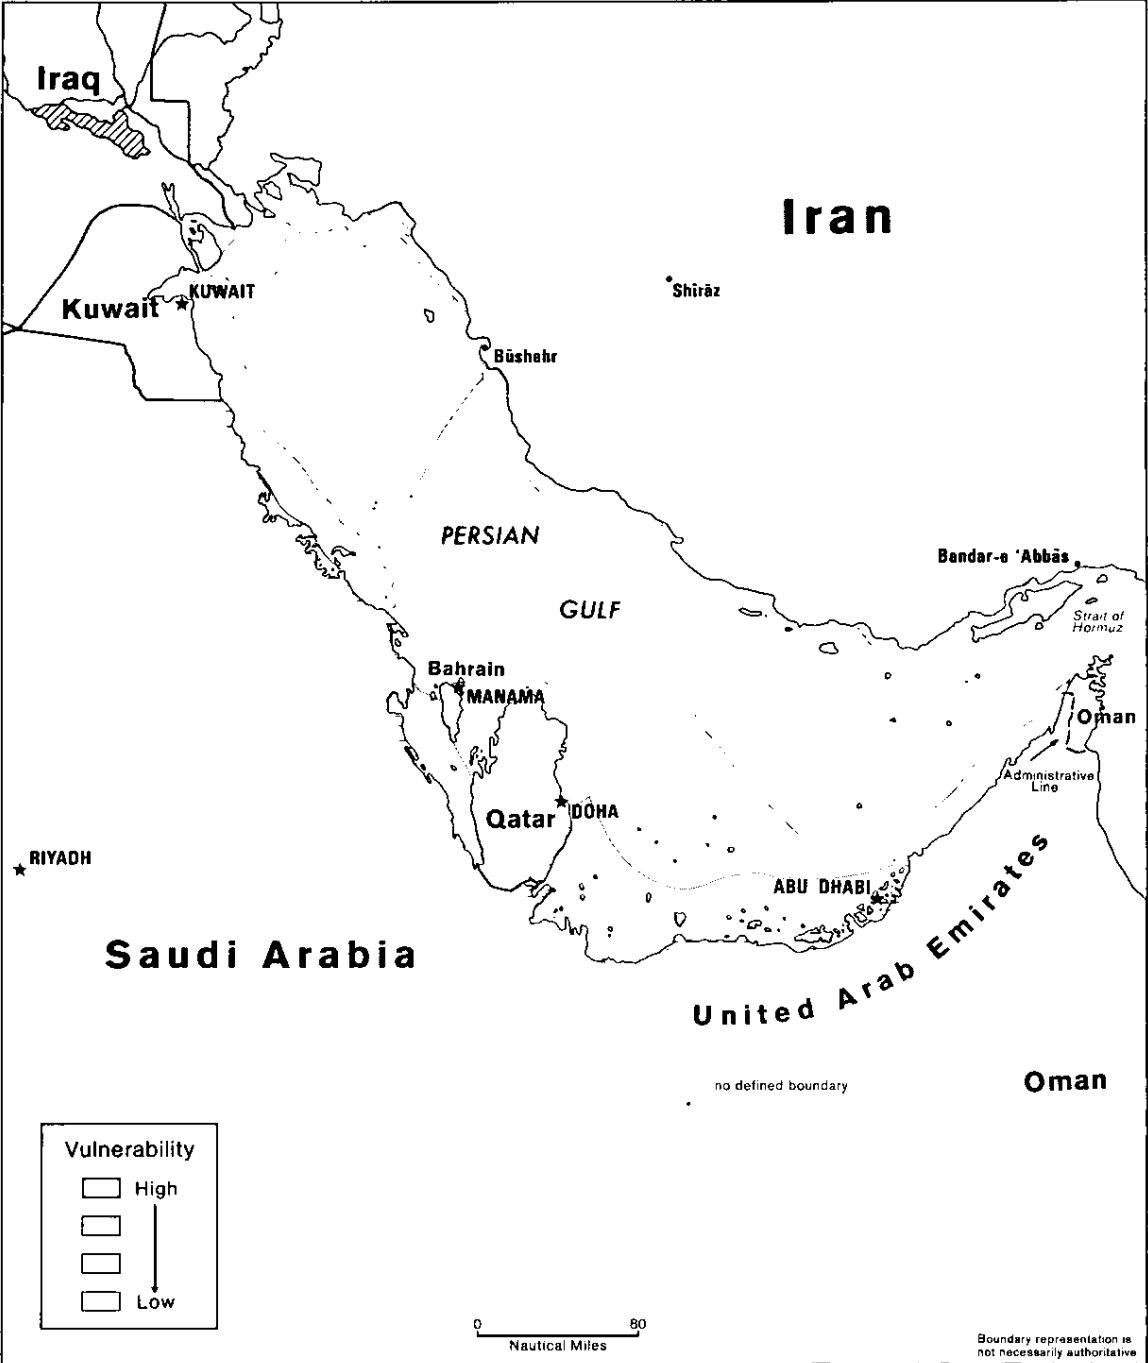 Iraq
Iran
Shīrāz
KUWAIT
Kuwait
Būshehr
PERSIAN
GULF
Bandar-e 'Abbās
Strait of
Hormuz
Bahrain
MANAMA
Oman
Administrative
Line
Qatar
DOHA
RIYADH
ABU DHABI
Saudi Arabia
United Arab Emirates
no defined boundary
Oman
Vulnerability
High
Low
0 80
Nautical Miles
Boundary representation is
not necessarily authoritative